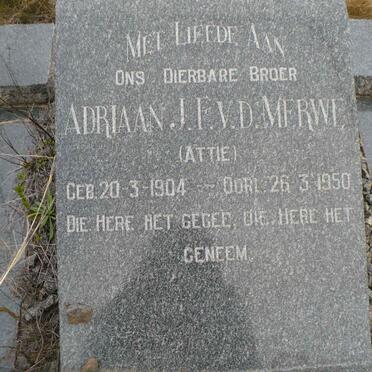 MET LIEFDE AAN
ONS DIERBARE BROER
ADRIAAN J. F. V. D. MERWE
(ATTIE)
GEB. 20-3-1904 — OORL. 26-3-1950
DIE HERE HET GEGEE, DIE HERE HET
GENEEM.